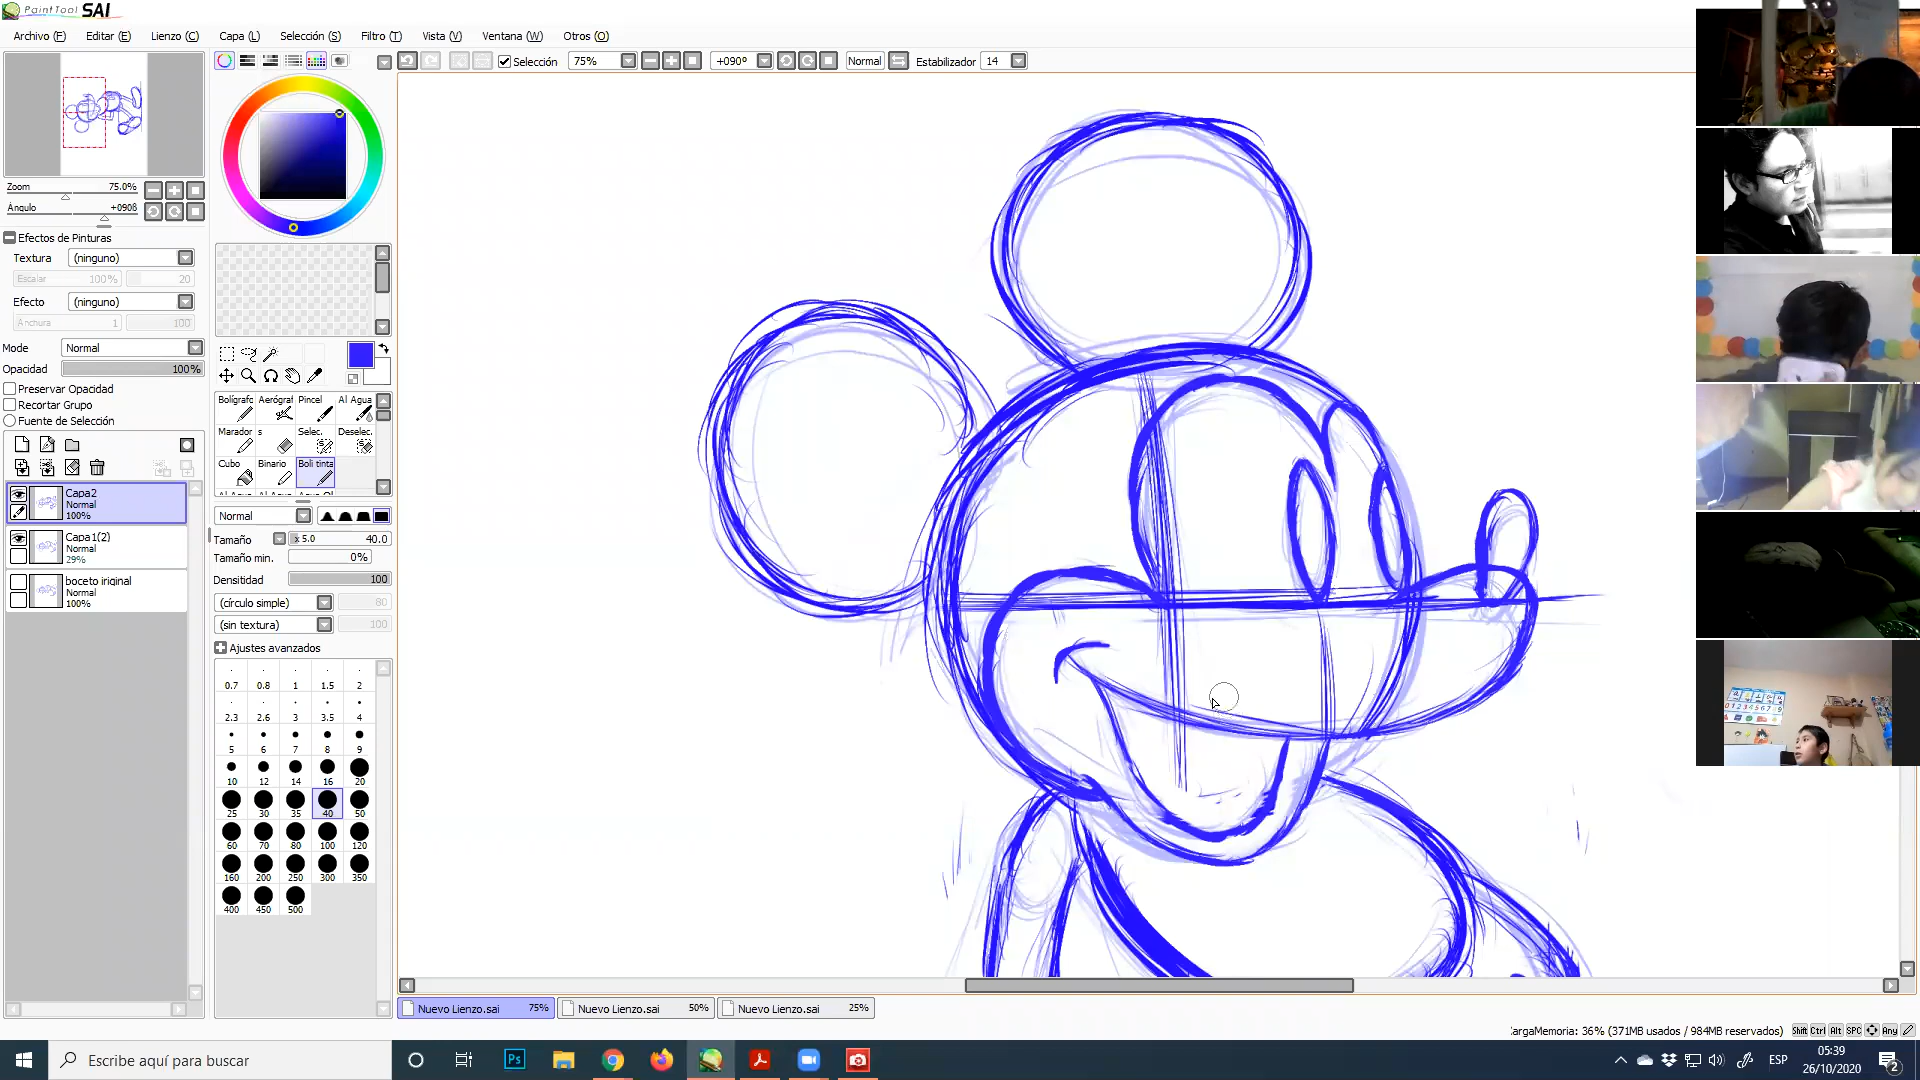 PaintTool SAI
Archivo (F) Editar (E) Lienzo (C) Capa (L) Selección (S) Filtro (T) Vista (V) Ventana (W) Otros (O)
Selección 75% +090º Normal Estabilizador 14
Zoom 75.0%
Ángulo +090º
Efectos de Pinturas
Textura (ninguno)
Escalar 100% 20
Efecto (ninguno)
Anchura 1 100
Mode Normal
Opacidad 100%
Preservar Opacidad
Recortar Grupo
Fuente de Selección
Capa2
Normal
100%
Capa1(2)
Normal
29%
boceto iriginal
Normal
100%
Bolígrafo Aerógraf Pincel Al Agua
Marador s Selec. Deselec.
Cubo Binario Boli tinta
Normal
Tamaño x 5.0 40.0
Tamaño min. 0%
Densitidad 100
(círculo simple) 80
(sin textura) 100
Ajustes avanzados
0.7 0.8 1 1.5 2
2.3 2.6 3 3.5 4
5 6 7 8 9
10 12 14 16 20
25 30 35 40 50
60 70 80 100 120
160 200 250 300 350
400 450 500
Nuevo Lienzo.sai 75% Nuevo Lienzo.sai 50% Nuevo Lienzo.sai 25%
CargaMemoria: 36% (371MB usados / 984MB reservados) Shift Ctrl Alt SPC Any
Escribe aquí para buscar
Ps
ESP
05:39
26/10/2020
2